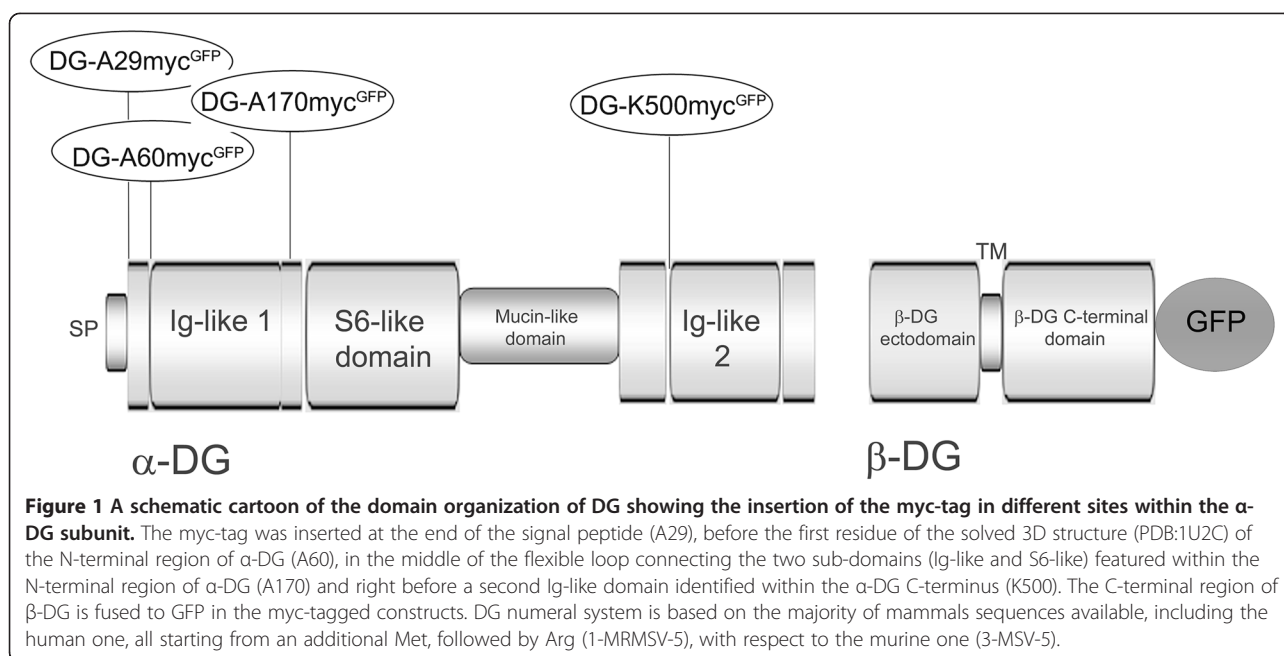 DG-A29myc^GFP
DG-A170myc^GFP
DG-K500myc^GFP
DG-A60myc^GFP
TM
SP
Ig-like 1
S6-like
domain
Mucin-like
domain
Ig-like
2
β-DG
ectodomain
β-DG C-terminal
domain
GFP
α-DG
β-DG
Figure 1 A schematic cartoon of the domain organization of DG showing the insertion of the myc-tag in different sites within the α-
DG subunit. The myc-tag was inserted at the end of the signal peptide (A29), before the first residue of the solved 3D structure (PDB:1U2C) of
the N-terminal region of α-DG (A60), in the middle of the flexible loop connecting the two sub-domains (Ig-like and S6-like) featured within the
N-terminal region of α-DG (A170) and right before a second Ig-like domain identified within the α-DG C-terminus (K500). The C-terminal region of
β-DG is fused to GFP in the myc-tagged constructs. DG numeral system is based on the majority of mammals sequences available, including the
human one, all starting from an additional Met, followed by Arg (1-MRMSV-5), with respect to the murine one (3-MSV-5).